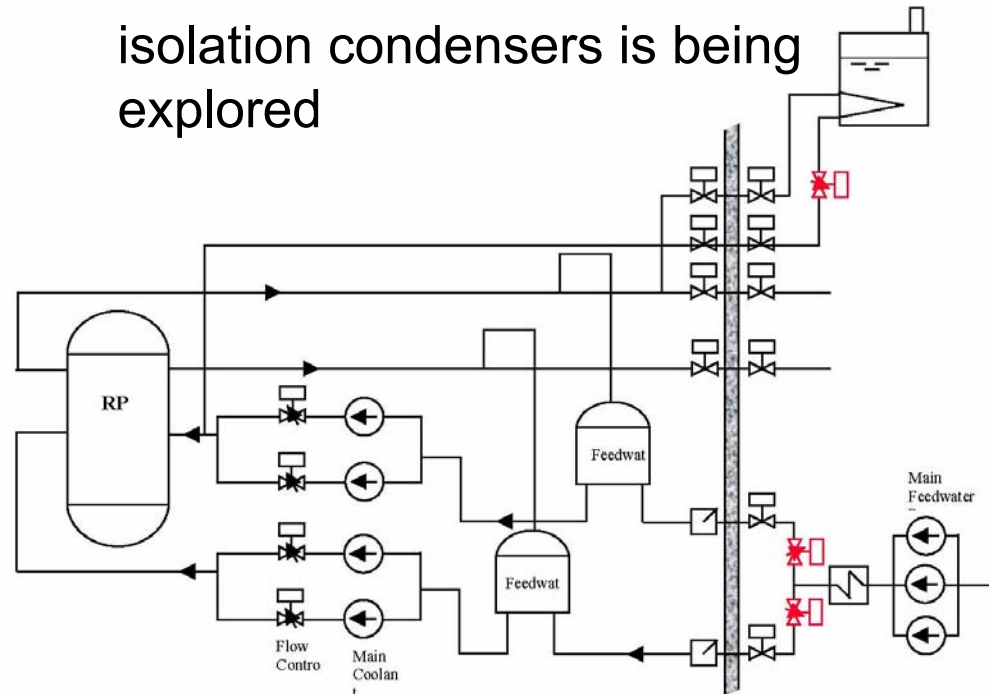 isolation condensers is being
explored
RP
Feedwat
Main
Feedwater
Feedwat
Flow
Contro
Main
Coolan
t